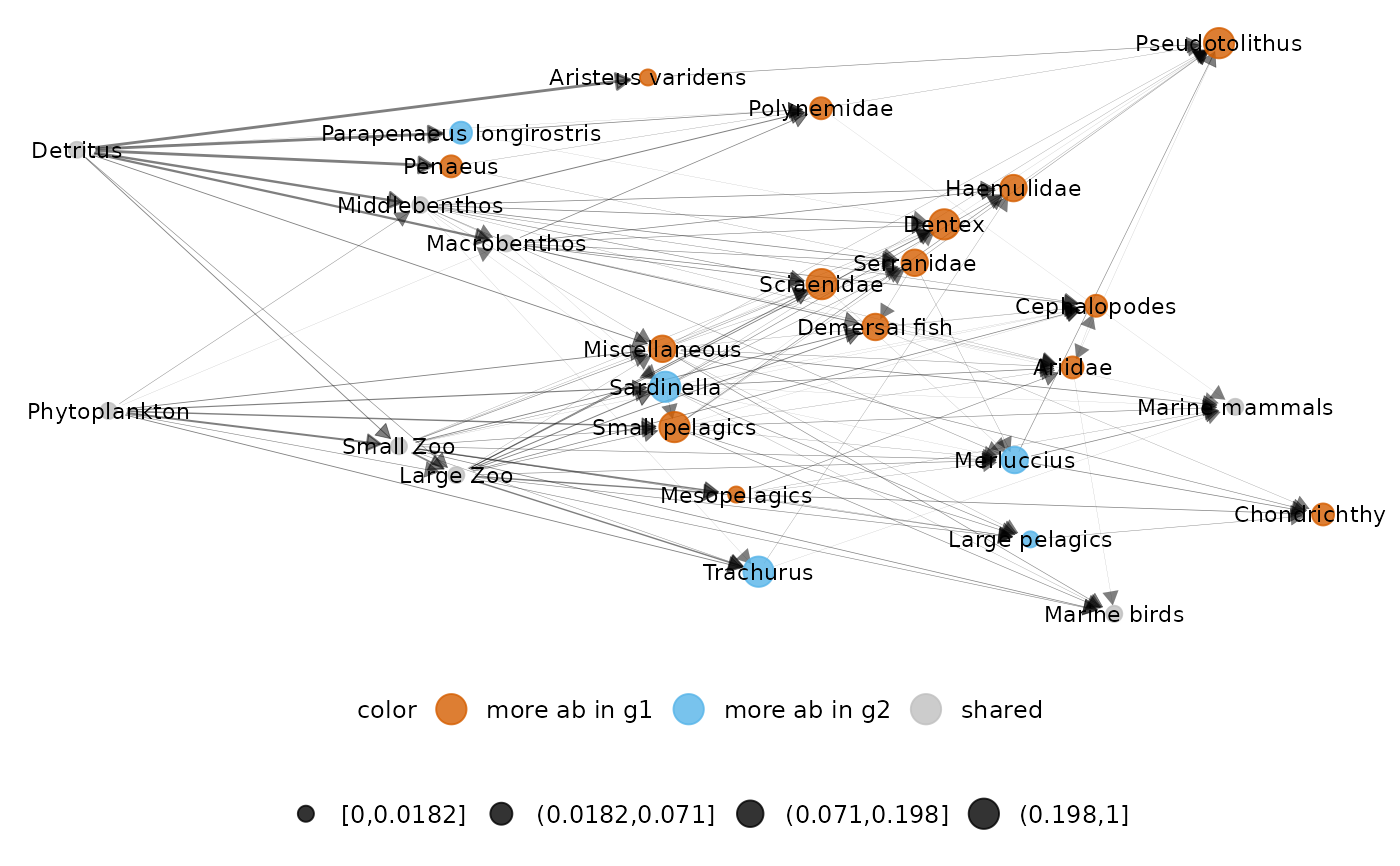 Pseudotolithus
Aristeus varidens
Polynemidae
Parapenaeus longirostris
Detritus
Penaeus
Haemulidae
Middlebenthos
Dentex
Macrobenthos
Serranidae
Sciaenidae
Cephalopodes
Demersal fish
Miscellaneous
Ariidae
Sardinella
Marine mammals
Phytoplankton
Small pelagics
Small Zoo
Merluccius
Large Zoo
Mesopelagics
Chondrichthy
Large pelagics
Trachurus
Marine birds
color more ab in g1 more ab in g2 shared
[0,0.0182] (0.0182,0.071] (0.071,0.198] (0.198,1]